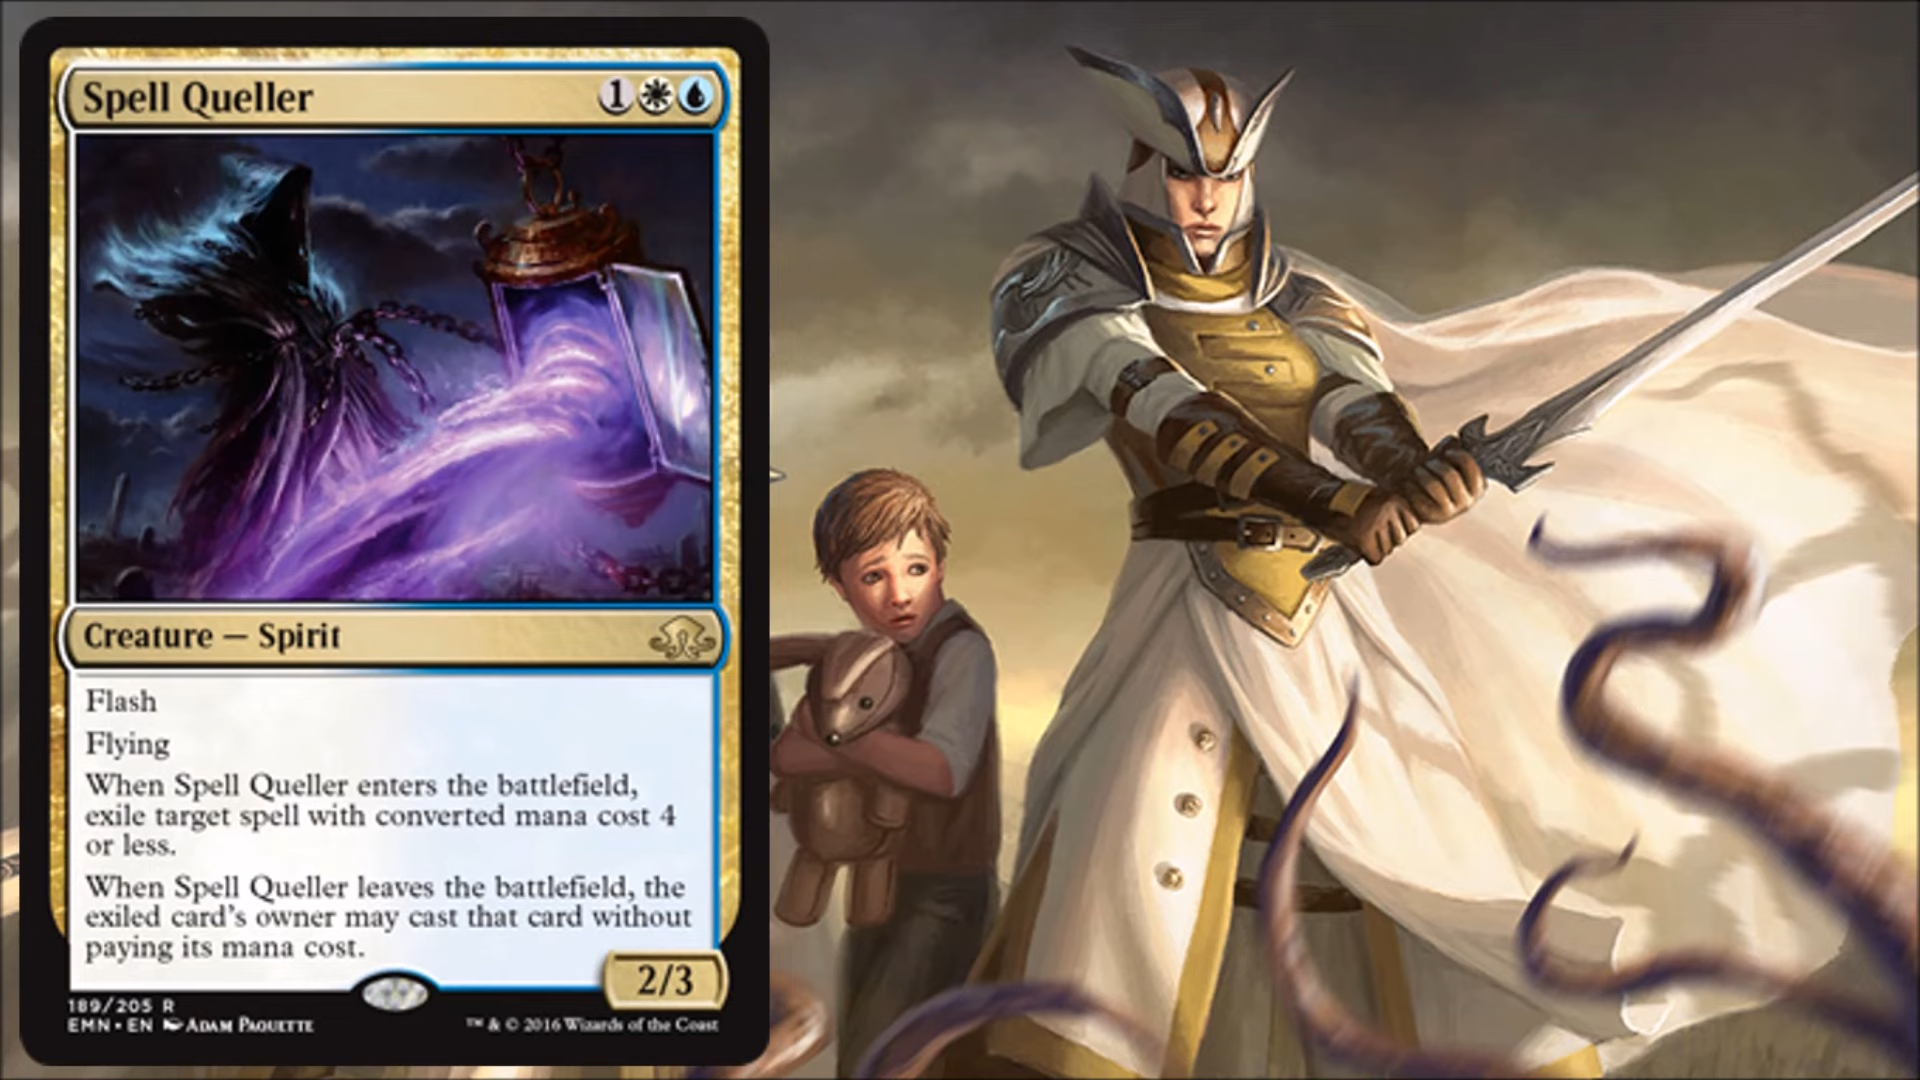 Spell Queller 1
Creature — Spirit
Flash
Flying
When Spell Queller enters the battlefield,
exile target spell with converted mana cost 4
or less.
When Spell Queller leaves the battlefield, the
exiled card's owner may cast that card without
paying its mana cost.
2/3
189/205 R
EMN • EN Adam Paquette
™ & © 2016 Wizards of the Coast